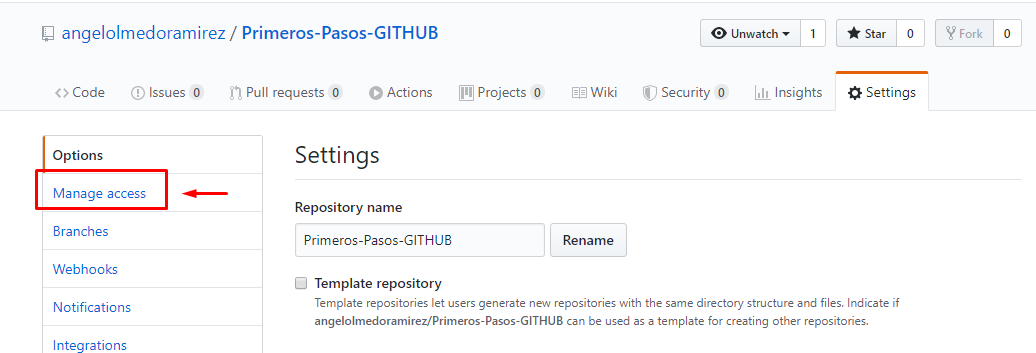 angelolmedoramirez / Primeros-Pasos-GITHUB
Unwatch 1 Star 0 Fork 0
Code Issues 0 Pull requests 0 Actions Projects 0 Wiki Security 0 Insights Settings
Options
Manage access
Branches
Webhooks
Notifications
Integrations
Settings
Repository name
Primeros-Pasos-GITHUB Rename
Template repository
Template repositories let users generate new repositories with the same directory structure and files. Indicate if
angelolmedoramirez/Primeros-Pasos-GITHUB can be used as a template for creating other repositories.